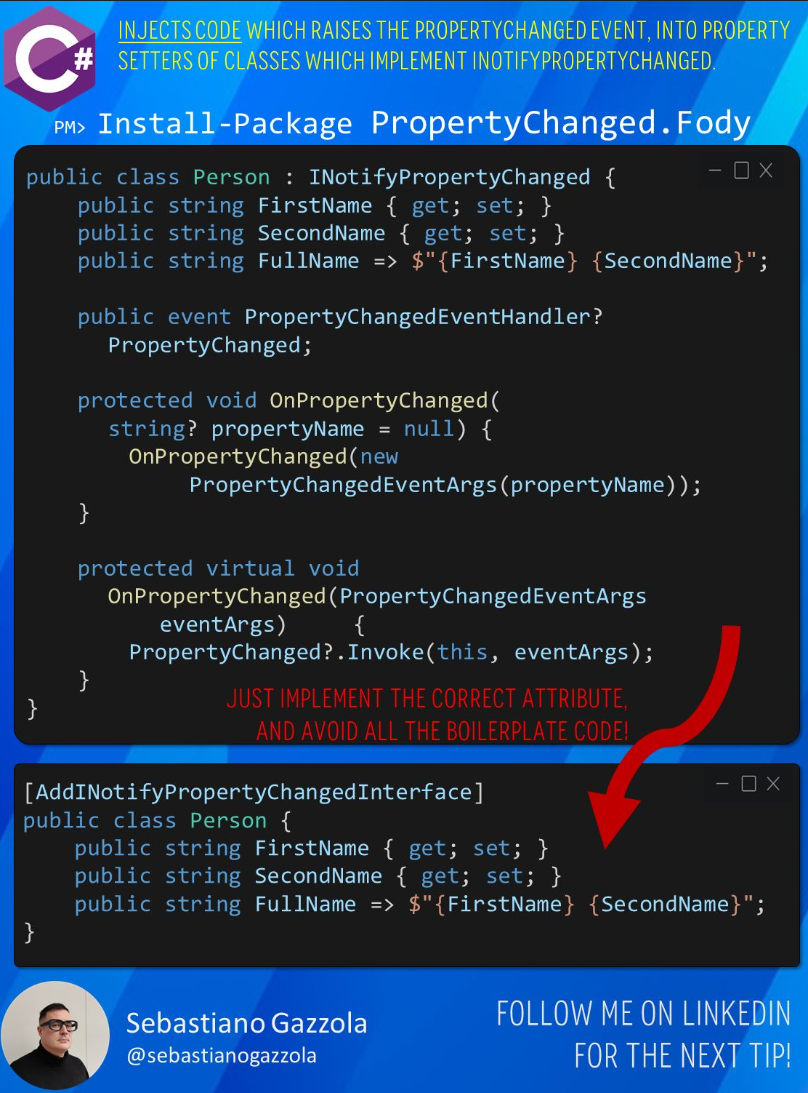 C#
INJECTS CODE WHICH RAISES THE PROPERTYCHANGED EVENT, INTO PROPERTY
SETTERS OF CLASSES WHICH IMPLEMENT INOTIFYPROPERTYCHANGED.
PM> Install-Package PropertyChanged.Fody
public class Person : INotifyPropertyChanged {
public string FirstName { get; set; }
public string SecondName { get; set; }
public string FullName => $"{FirstName} {SecondName}";
public event PropertyChangedEventHandler?
PropertyChanged;
protected void OnPropertyChanged(
string? propertyName = null) {
OnPropertyChanged(new
PropertyChangedEventArgs(propertyName));
}
protected virtual void
OnPropertyChanged(PropertyChangedEventArgs
eventArgs) {
PropertyChanged?.Invoke(this, eventArgs);
}
}
JUST IMPLEMENT THE CORRECT ATTRIBUTE,
AND AVOID ALL THE BOILERPLATE CODE!
[AddINotifyPropertyChangedInterface]
public class Person {
public string FirstName { get; set; }
public string SecondName { get; set; }
public string FullName => $"{FirstName} {SecondName}";
}
Sebastiano Gazzola
@sebastianogazzola
FOLLOW ME ON LINKEDIN
FOR THE NEXT TIP!